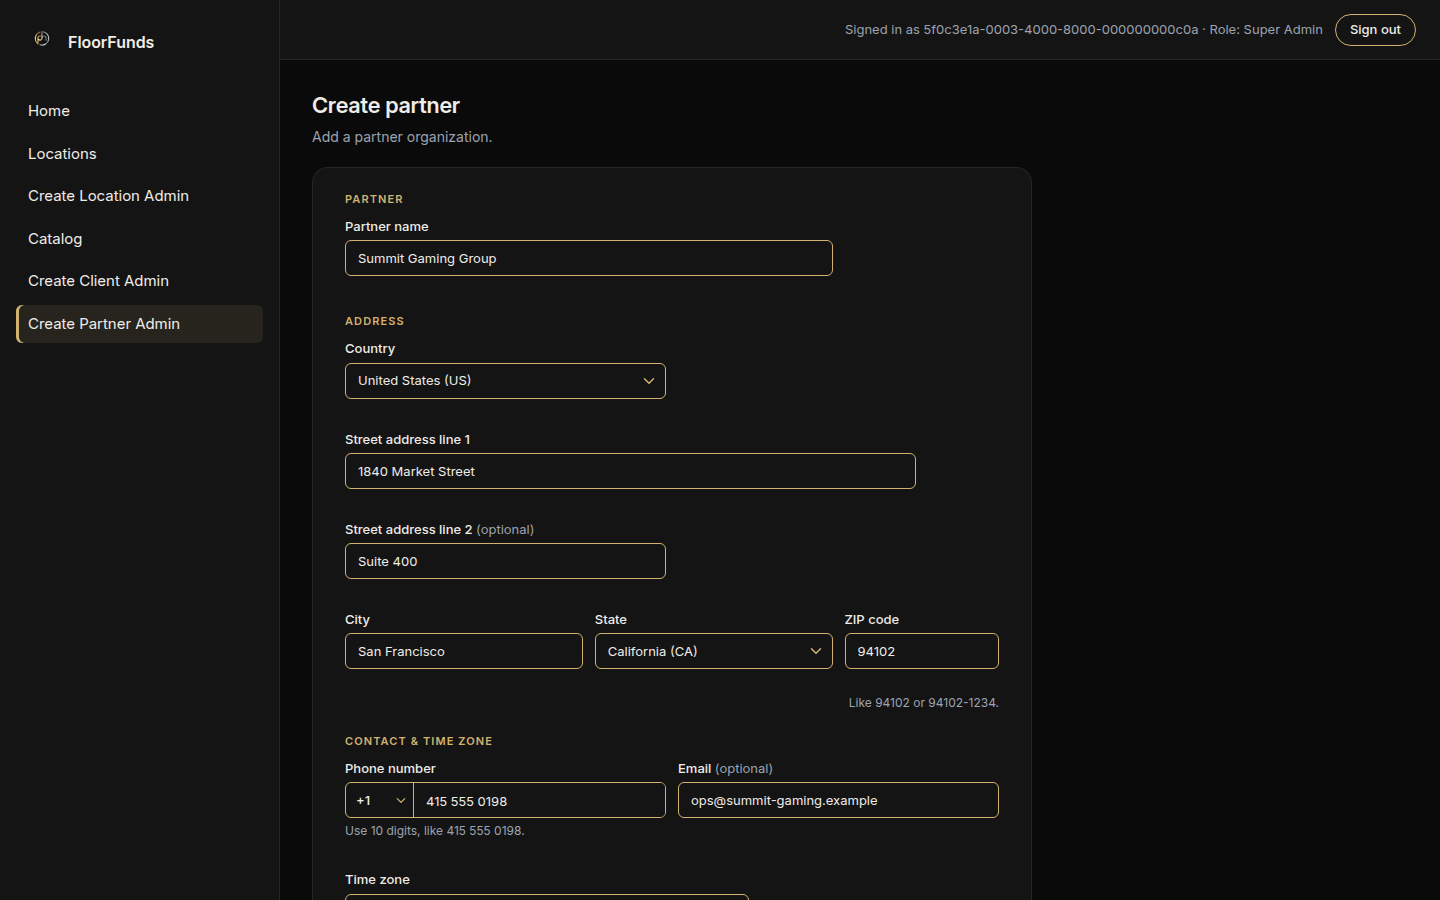 FloorFunds
Signed in as 5f0c3e1a-0003-4000-8000-000000000c0a · Role: Super Admin
Sign out
Home
Locations
Create Location Admin
Catalog
Create Client Admin
Create Partner Admin
Create partner
Add a partner organization.
PARTNER
Partner name
Summit Gaming Group
ADDRESS
Country
United States (US)
Street address line 1
1840 Market Street
Street address line 2 (optional)
Suite 400
City State ZIP code
San Francisco California (CA) 94102
Like 94102 or 94102-1234.
CONTACT & TIME ZONE
Phone number Email (optional)
+1 415 555 0198 ops@summit-gaming.example
Use 10 digits, like 415 555 0198.
Time zone